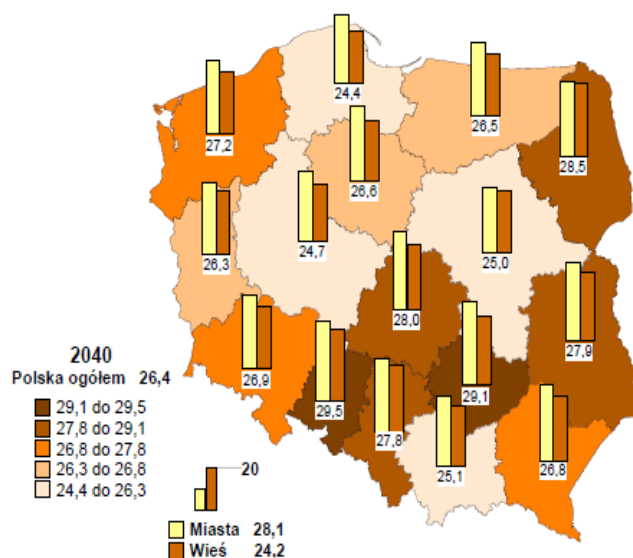 24,4
26,5
27,2
28,5
26,6
24,7
25,0
26,3
28,0
27,9
26,9
29,1
29,5
27,8
25,1
26,8
2040
Polska ogółem 26,4
29,1 do 29,5
27,8 do 29,1
26,8 do 27,8
26,3 do 26,8
24,4 do 26,3
20
Miasta 28,1
Wieś 24,2